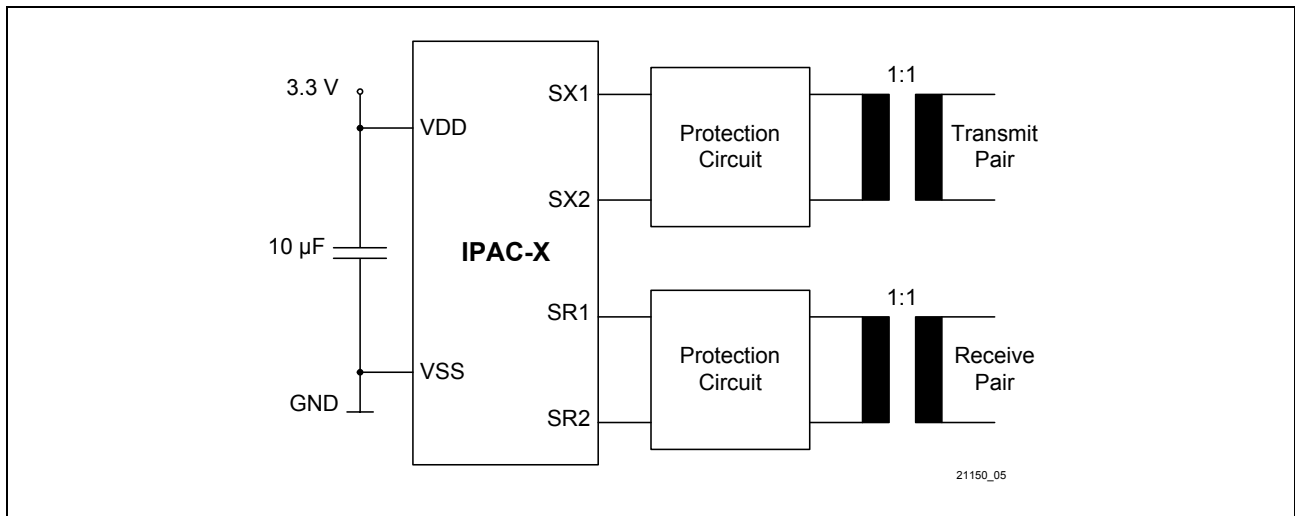 3.3 V
VDD
10 µF
VSS
GND
IPAC-X
SX1
SX2
SR1
SR2
Protection
Circuit
1:1
Transmit
Pair
Protection
Circuit
1:1
Receive
Pair
21150_05